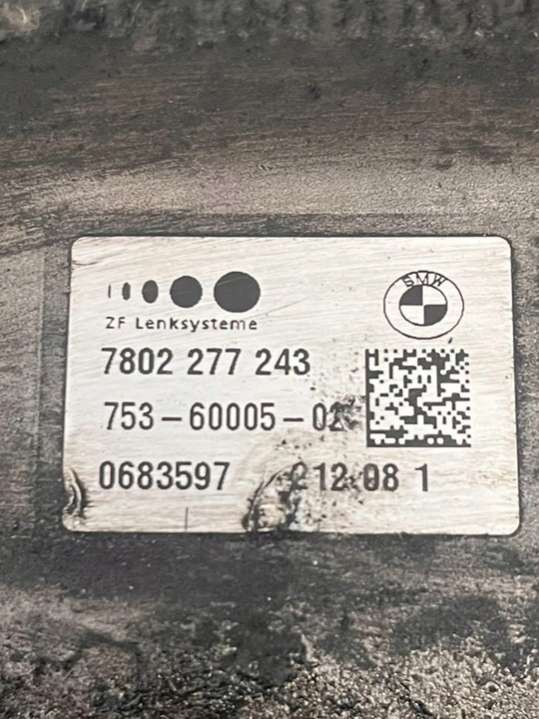 ZF Lenksysteme
BMW
7802 277 243
753-60005-02
0683597 212 08 1